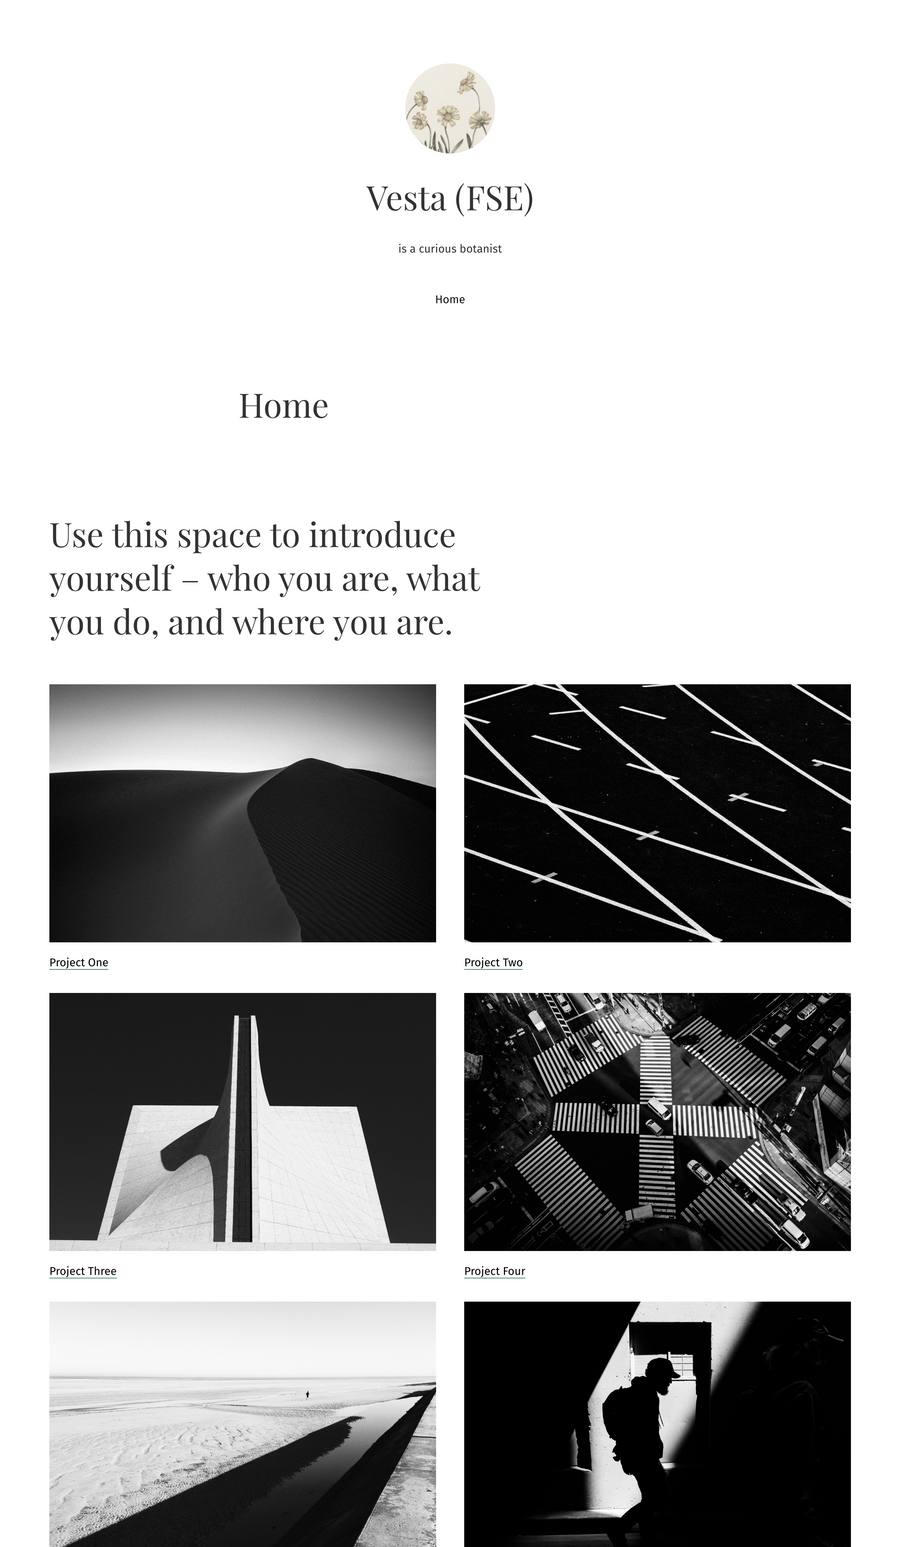 Vesta (FSE)
is a curious botanist
Home
Home
Use this space to introduce
yourself – who you are, what
you do, and where you are.
Project One
Project Two
Project Three
Project Four